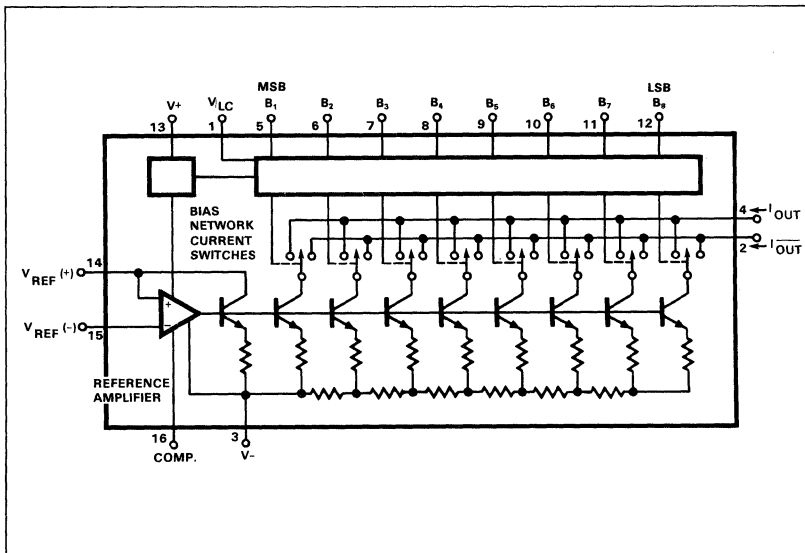 MSB LSB
V+ VLC B1 B2 B3 B4 B5 B6 B7 B8
13 1 5 6 7 8 9 10 11 12
BIAS
NETWORK
CURRENT
SWITCHES
4 IOUT
2 IOUT
14
VREF (+)
+
−
VREF (−)
15
REFERENCE
AMPLIFIER
16 3
COMP. V−